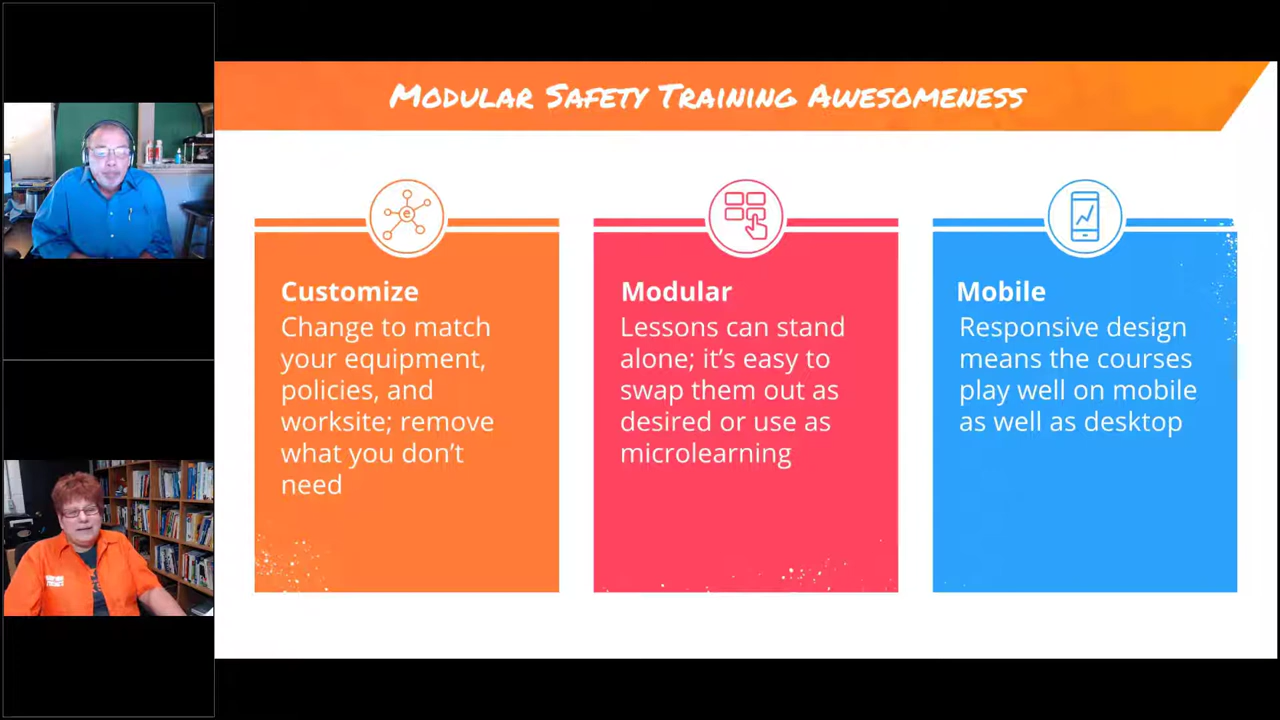 Modular Safety Training Awesomeness
e
Customize
Change to match
your equipment,
policies, and
worksite; remove
what you don't
need
Modular
Lessons can stand
alone; it's easy to
swap them out as
desired or use as
microlearning
Mobile
Responsive design
means the courses
play well on mobile
as well as desktop